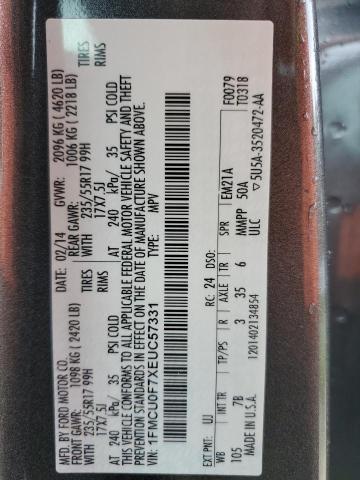 MFD. BY FORD MOTOR CO.
DATE: 02/14 GVWR: 2096 KG ( 4620 LB)
FRONT GAWR: 1098 KG ( 2420 LB) REAR GAWR: 1006 KG ( 2218 LB)
WITH 235/55R17 99H TIRES WITH 235/55R17 99H TIRES
17X7.5J RIMS 17X7.5J RIMS
AT 240 kPa/ 35 PSI COLD AT 240 kPa/ 35 PSI COLD
THIS VEHICLE CONFORMS TO ALL APPLICABLE FEDERAL MOTOR VEHICLE SAFETY AND THEFT
PREVENTION STANDARDS IN EFFECT ON THE DATE OF MANUFACTURE SHOWN ABOVE.
VIN: 1FMCU0F7XEUC57331 TYPE: MPV
EXT PNT: UJ RC: 24 DSO: F0079
WB INT TR TP/PS R AXLE TR SPR EM21A T0318
105 7B 3 35 6 MMPP 50A
MADE IN U.S.A. 1201402134854 ULC 5U5A-3520472-AA